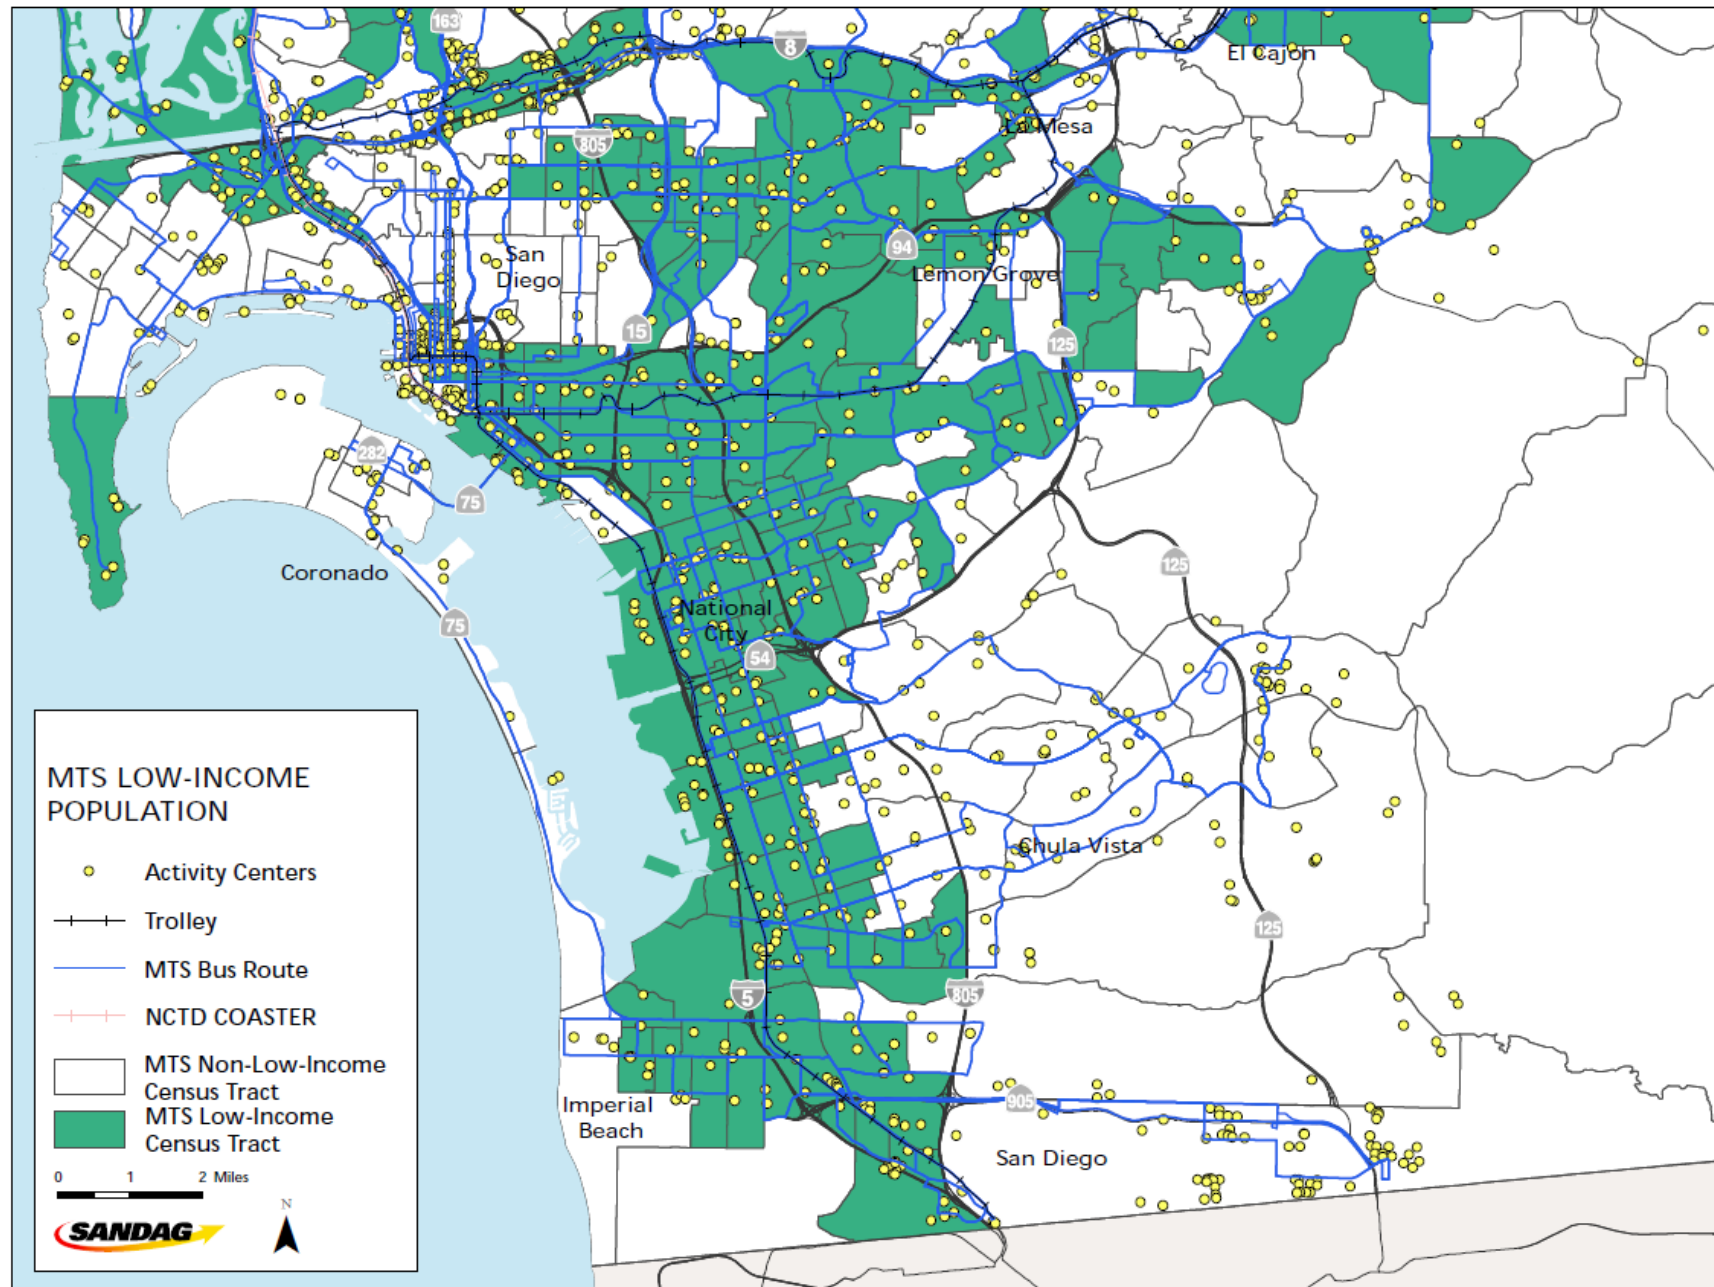 163
8
El Cajon
805
La Mesa
94
San
Diego
Lemon Grove
15
125
282
75
Coronado
125
National
City
75
54
MTS LOW-INCOME
POPULATION
Activity Centers
Trolley
MTS Bus Route
NCTD COASTER
MTS Non-Low-Income
Census Tract
MTS Low-Income
Census Tract
0 1 2 Miles
SANDAG
N
Chula Vista
125
5
805
905
Imperial
Beach
San Diego